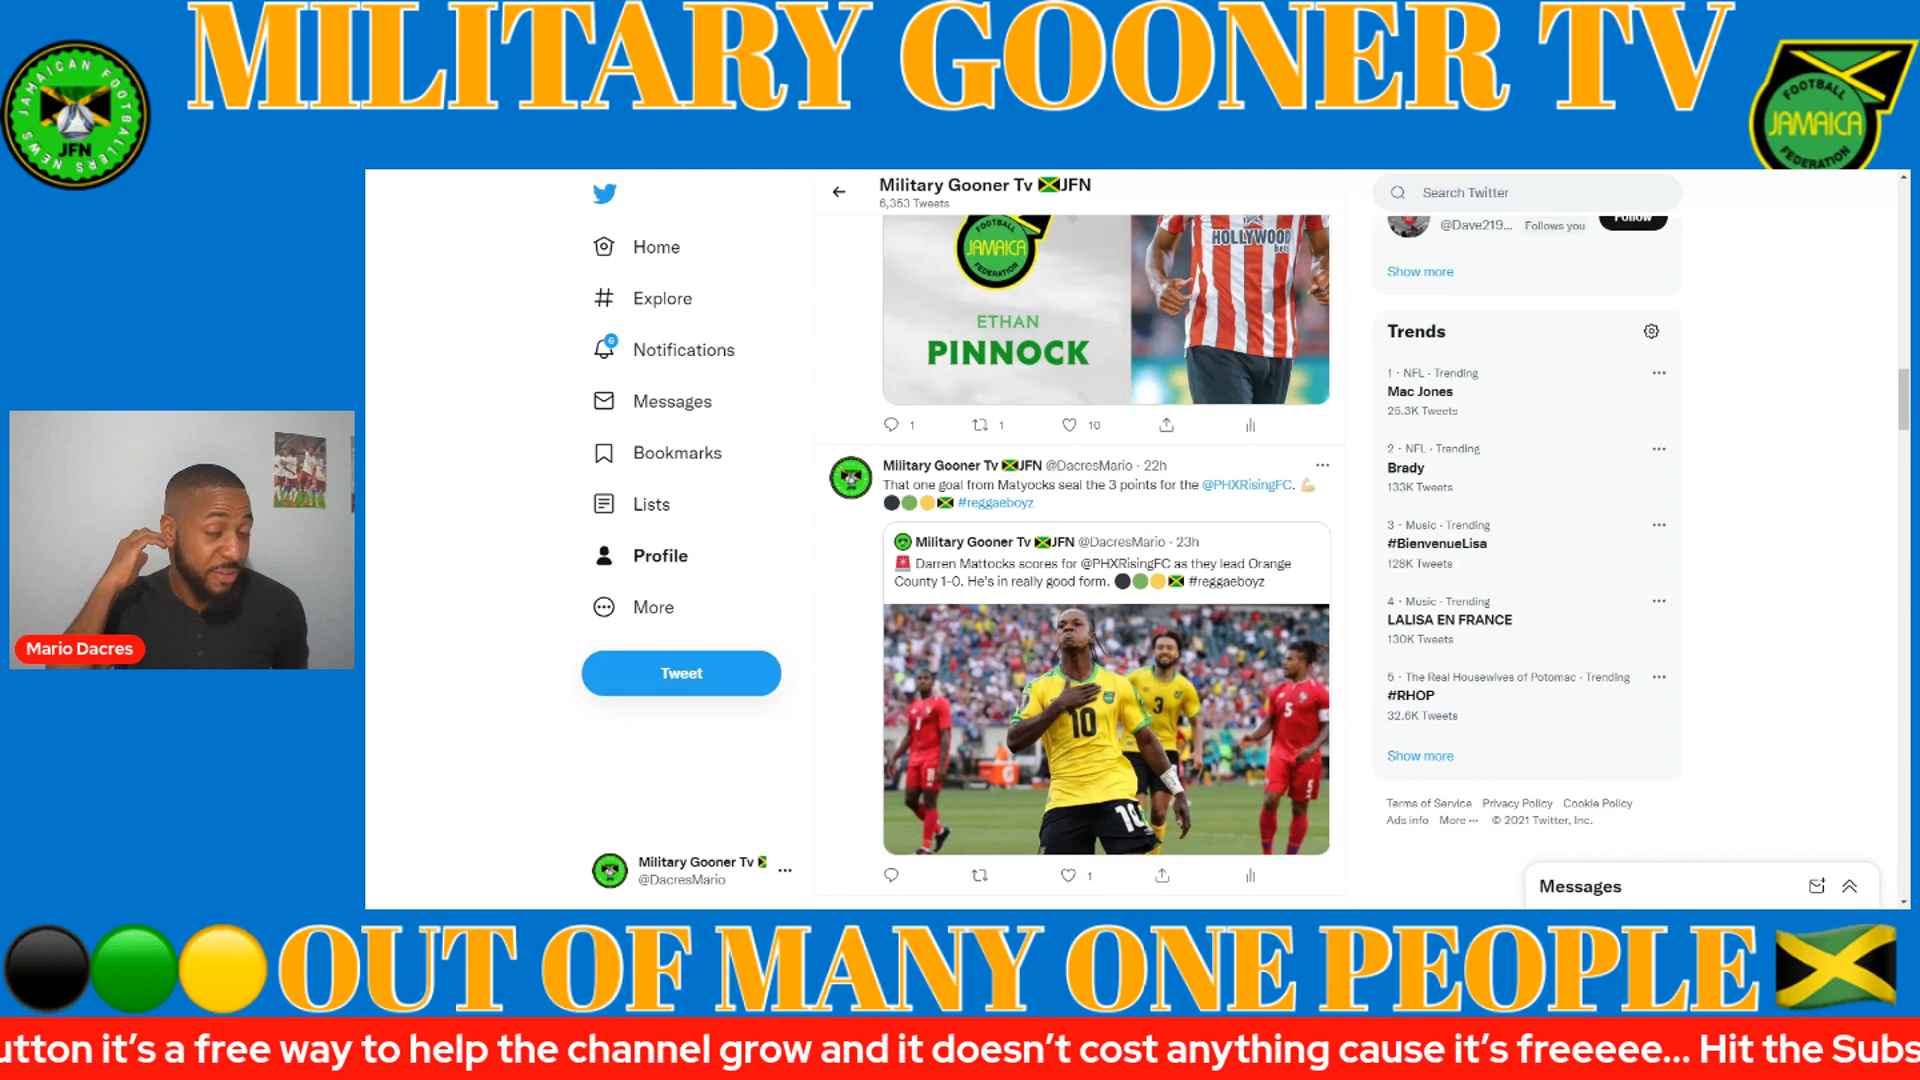 MILITARY GOONER TV
JAMAICAN FOOTBALLERS NEWS
JFN
FOOTBALL
JAMAICA
FEDERATION
Military Gooner Tv JFN
6,353 Tweets
Home
Explore
6
Notifications
Messages
Bookmarks
Lists
Profile
More
Tweet
Military Gooner Tv
@DacresMario
FOOTBALL
JAMAICA
FEDERATION
ETHAN
PINNOCK
HOLLYWOOD
bets
1
1
10
Military Gooner Tv JFN @DacresMario · 22h
That one goal from Matyocks seal the 3 points for the @PHXRisingFC. 💪🏼
⚫🟢🟡🇯🇲 #reggaeboyz
Military Gooner Tv JFN @DacresMario · 23h
🚨 Darren Mattocks scores for @PHXRisingFC as they lead Orange
County 1-0. He's in really good form. ⚫🟢🟡🇯🇲 #reggaeboyz
10
3
5
11
10
1
Search Twitter
@Dave219... Follows you
Follow
Show more
Trends
1 · NFL · Trending
Mac Jones
25.3K Tweets
2 · NFL · Trending
Brady
133K Tweets
3 · Music · Trending
#BienvenueLisa
128K Tweets
4 · Music · Trending
LALISA EN FRANCE
130K Tweets
5 · The Real Housewives of Potomac · Trending
#RHOP
32.6K Tweets
Show more
Terms of Service Privacy Policy Cookie Policy
Ads info More ··· © 2021 Twitter, Inc.
Messages
Mario Dacres
OUT OF MANY ONE PEOPLE
utton it's a free way to help the channel grow and it doesn't cost anything cause it's freeeee... Hit the Subs